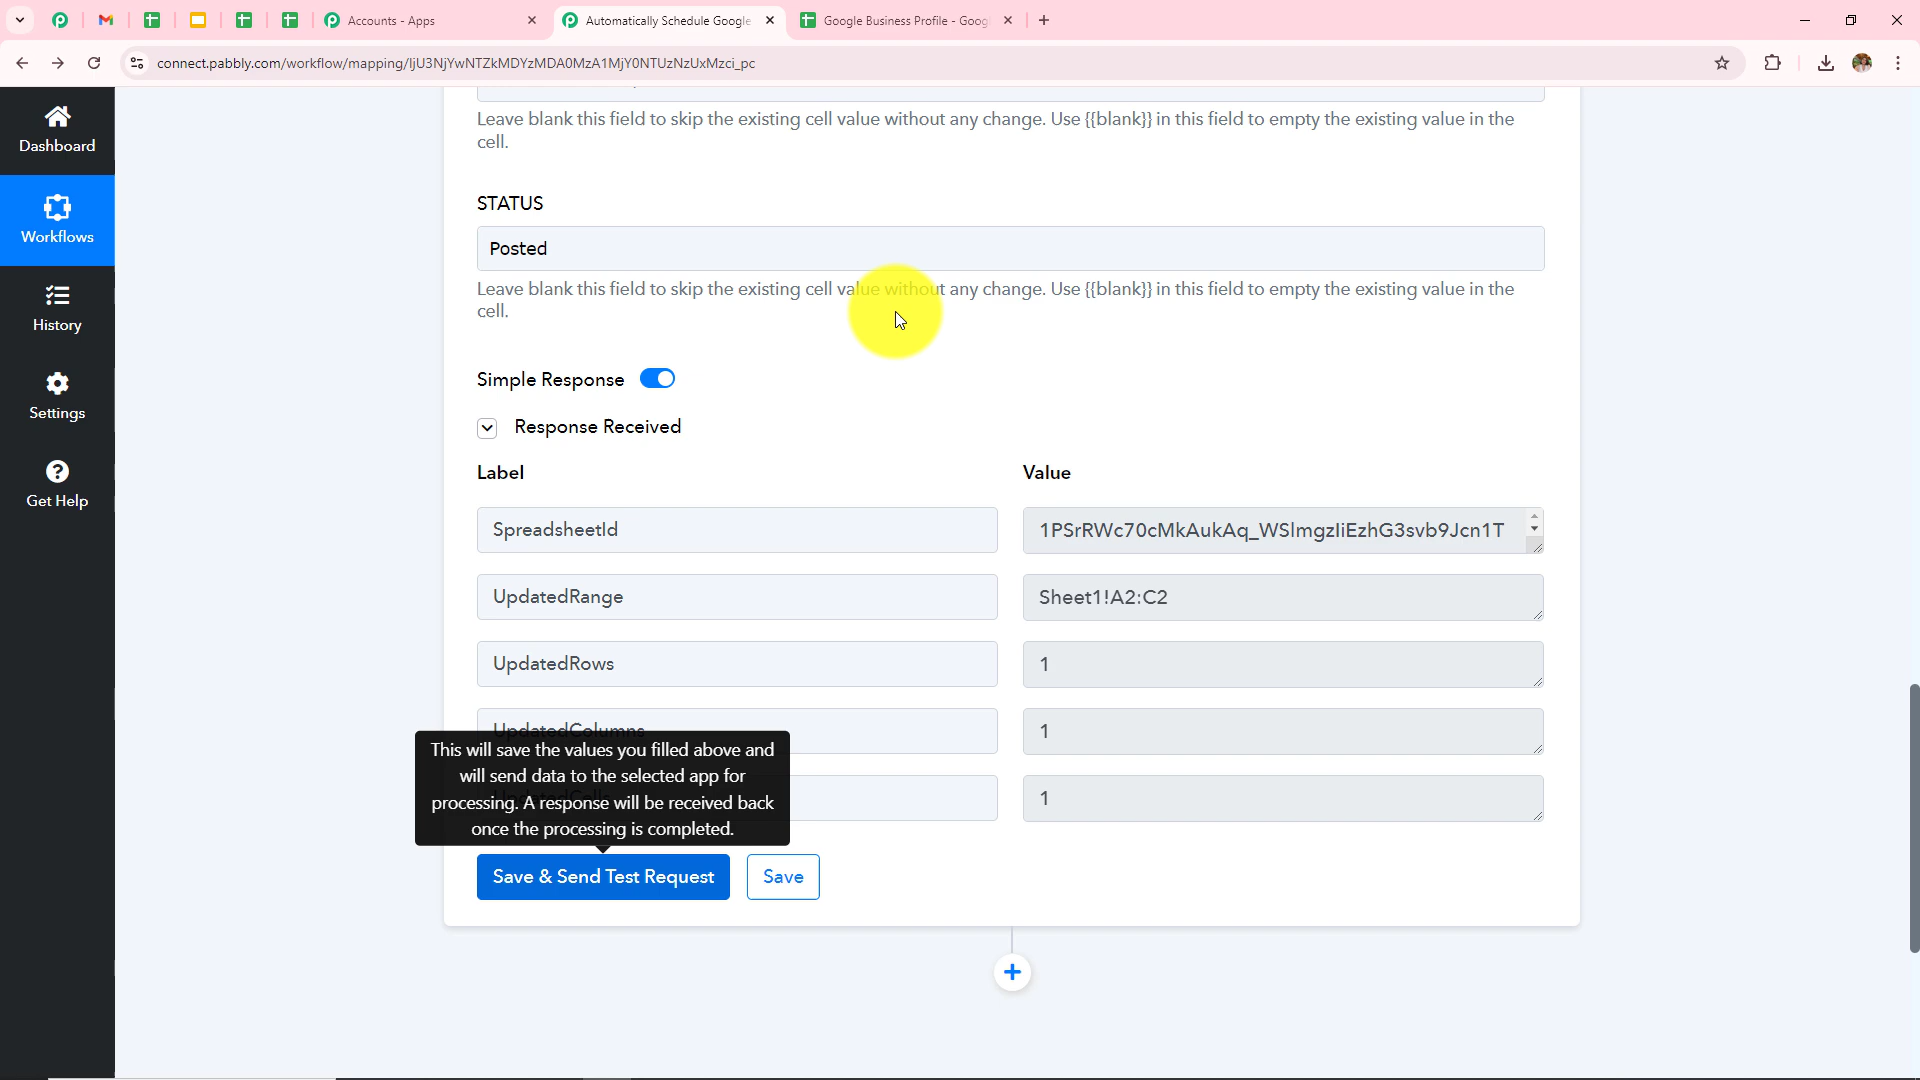 Accounts - Apps
Automatically Schedule Google
Google Business Profile - Goog
connect.pabbly.com/workflow/mapping/IjU3NjYwNTZkMDYzMDA0MzA1MjY0NTUzNzUxMzci_pc
Dashboard
Workflows
History
Settings
Get Help
Leave blank this field to skip the existing cell value without any change. Use {{blank}} in this field to empty the existing value in the
cell.
STATUS
Posted
Leave blank this field to skip the existing cell value without any change. Use {{blank}} in this field to empty the existing value in the
cell.
Simple Response
Response Received
Label Value
SpreadsheetId 1PSrRWc70cMkAukAq_WSlmgzliEzhG3svb9Jcn1T
UpdatedRange Sheet1!A2:C2
UpdatedRows 1
UpdatedColumns 1
1
This will save the values you filled above and
will send data to the selected app for
processing. A response will be received back
once the processing is completed.
Save & Send Test Request Save